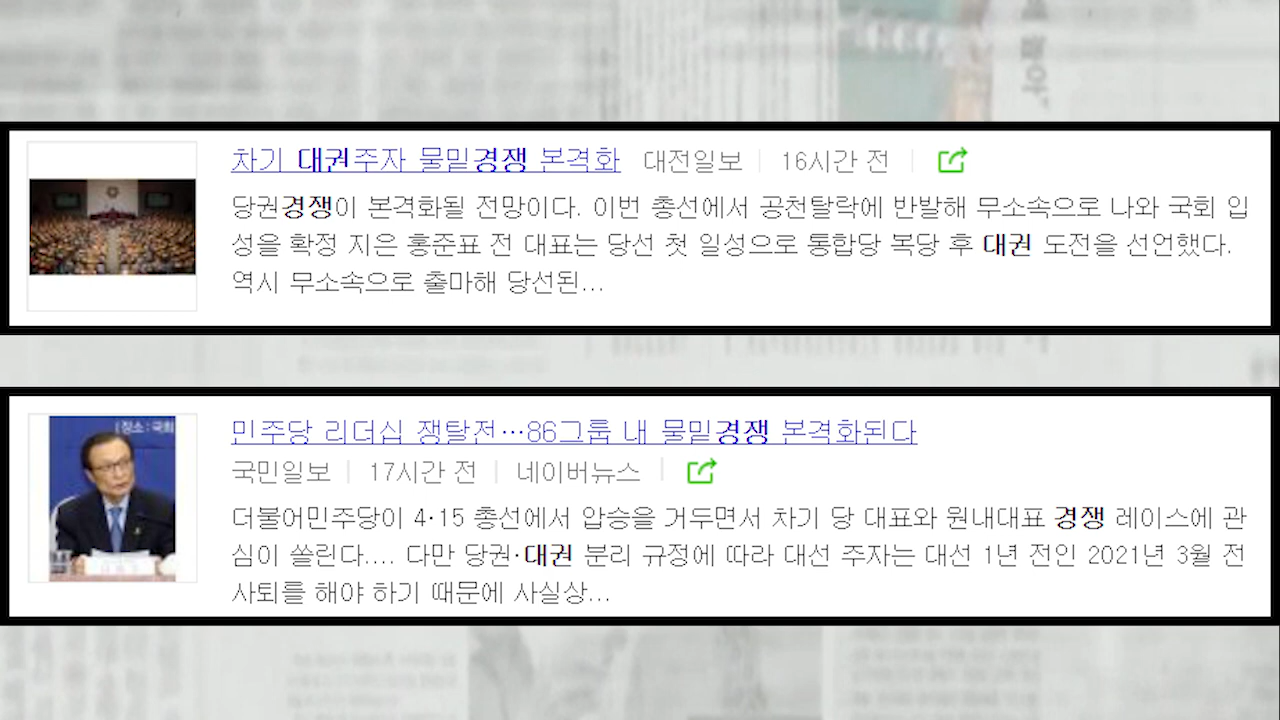 차기 대권주자 물밑경쟁 본격화 대전일보 16시간 전
당권경쟁이 본격화될 전망이다. 이번 총선에서 공천탈락에 반발해 무소속으로 나와 국회 입
성을 확정 지은 홍준표 전 대표는 당선 첫 일성으로 통합당 복당 후 대권 도전을 선언했다.
역시 무소속으로 출마해 당선된...
민주당 리더십 쟁탈전…86그룹 내 물밑경쟁 본격화된다
국민일보 17시간 전 네이버뉴스
더불어민주당이 4·15 총선에서 압승을 거두면서 차기 당 대표와 원내대표 경쟁 레이스에 관
심이 쏠린다.... 다만 당권·대권 분리 규정에 따라 대선 주자는 대선 1년 전인 2021년 3월 전
사퇴를 해야 하기 때문에 사실상...